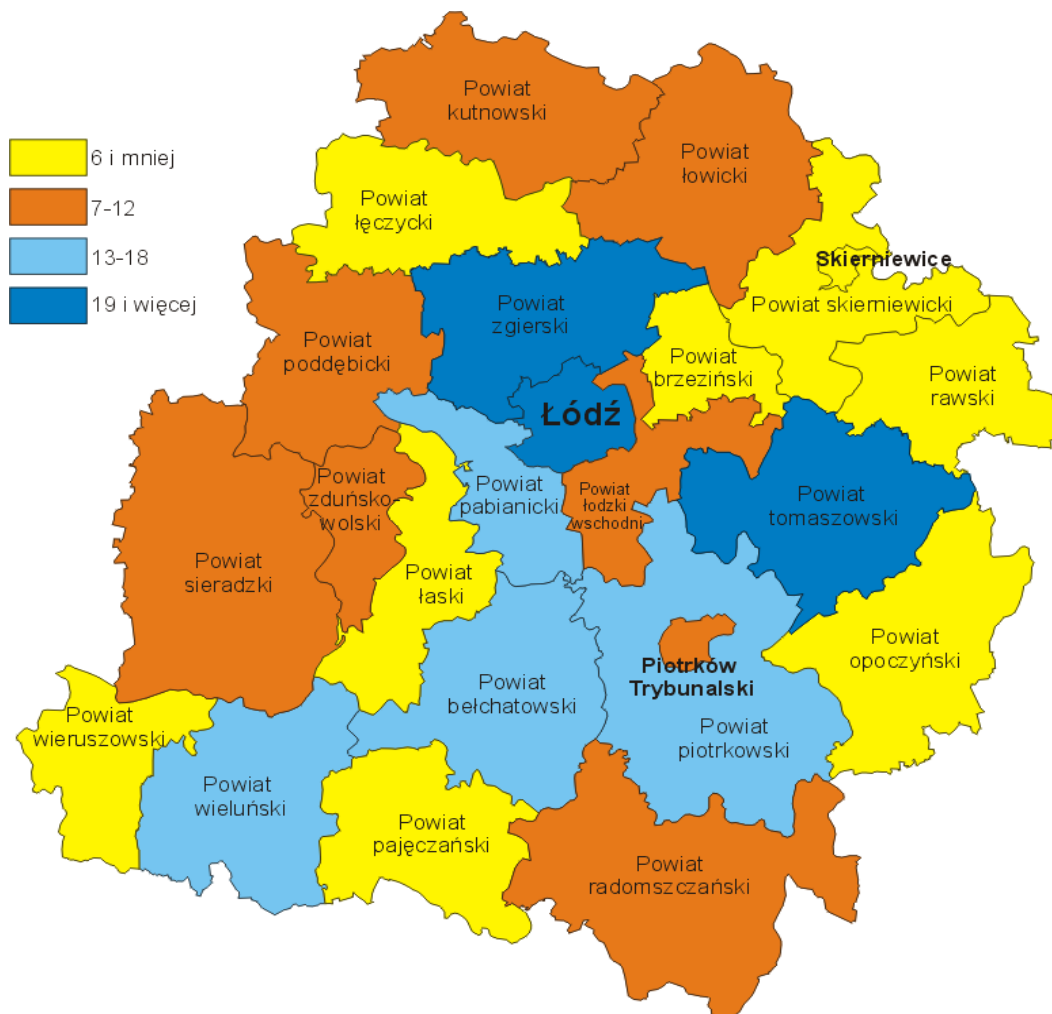 Powiat
kutnowski
6 i mniej
7-12
13-18
19 i więcej
Powiat
łowicki
Powiat
łęczycki
Skierniewice
Powiat skierniewicki
Powiat
zgierski
Powiat
poddębicki
Powiat
brzeziński
Powiat
rawski
Łódź
Powiat
zduńsko-
wolski
Powiat
pabianicki
Powiat
łodzki
wschodni
Powiat
tomaszowski
Powiat
sieradzki
Powiat
łaski
Powiat
opoczyński
Piotrków
Trybunalski
Powiat
bełchatowski
Powiat
piotrkowski
Powiat
wieruszowski
Powiat
wieluński
Powiat
pajęczański
Powiat
radomszczański